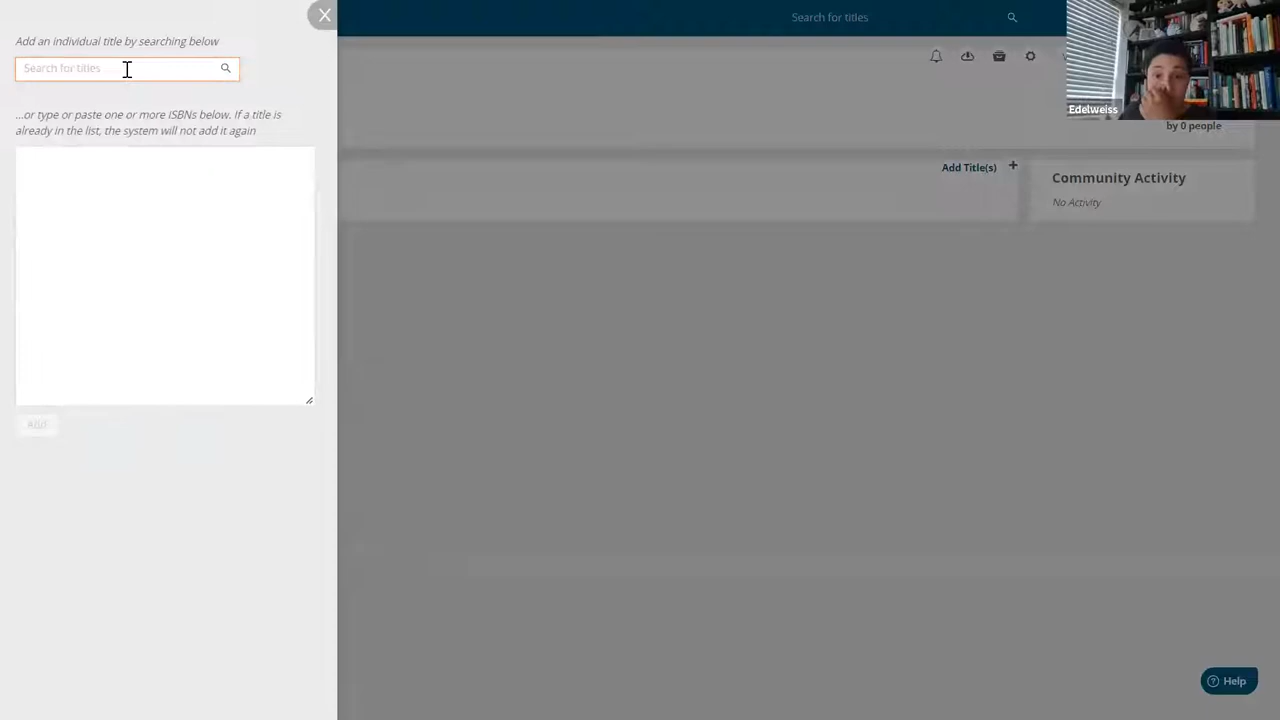 Add an individual title by searching below
Search for titles
...or type or paste one or more ISBNs below. If a title is
already in the list, the system will not add it again
Add
Search for titles
Edelweiss
by 0 people
Add Title(s) +
Community Activity
No Activity
Help